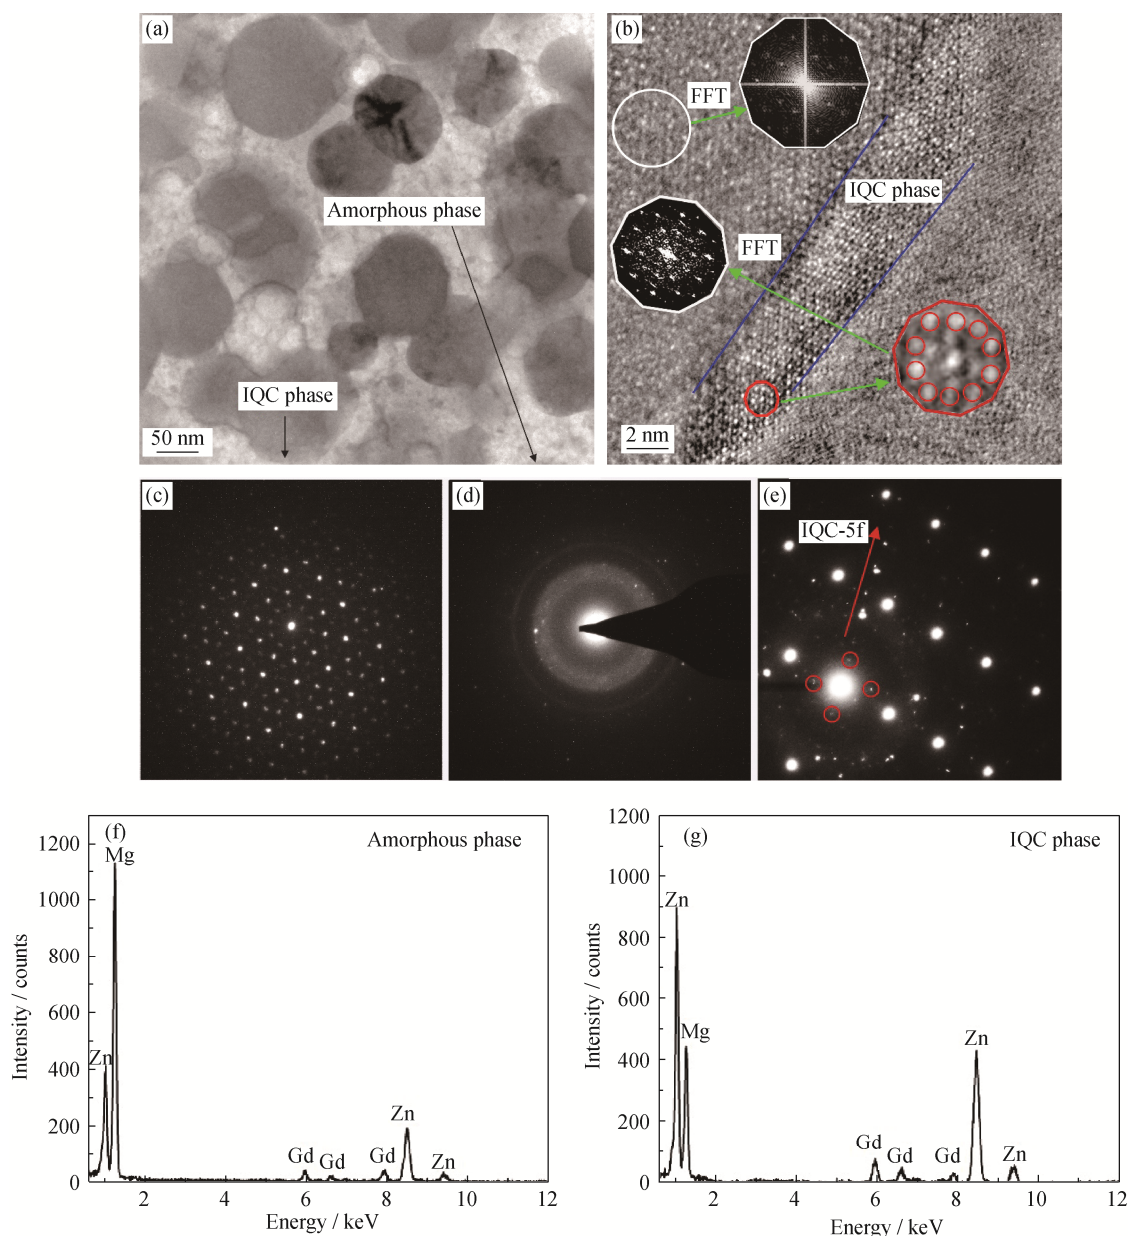 (a)
Amorphous phase
IQC phase
50 nm
(b)
FFT
IQC phase
FFT
2 nm
(c)
(d)
(e)
IQC-5f
(f)
Amorphous phase
Mg
Zn
Zn
Gd
Gd
Gd
Zn
1200
1000
800
600
400
200
0
2
4
6
8
10
12
Intensity / counts
Energy / keV
(g)
IQC phase
Zn
Mg
Zn
Gd
Gd
Gd
Zn
1200
1000
800
600
400
200
0
2
4
6
8
10
12
Intensity / counts
Energy / keV